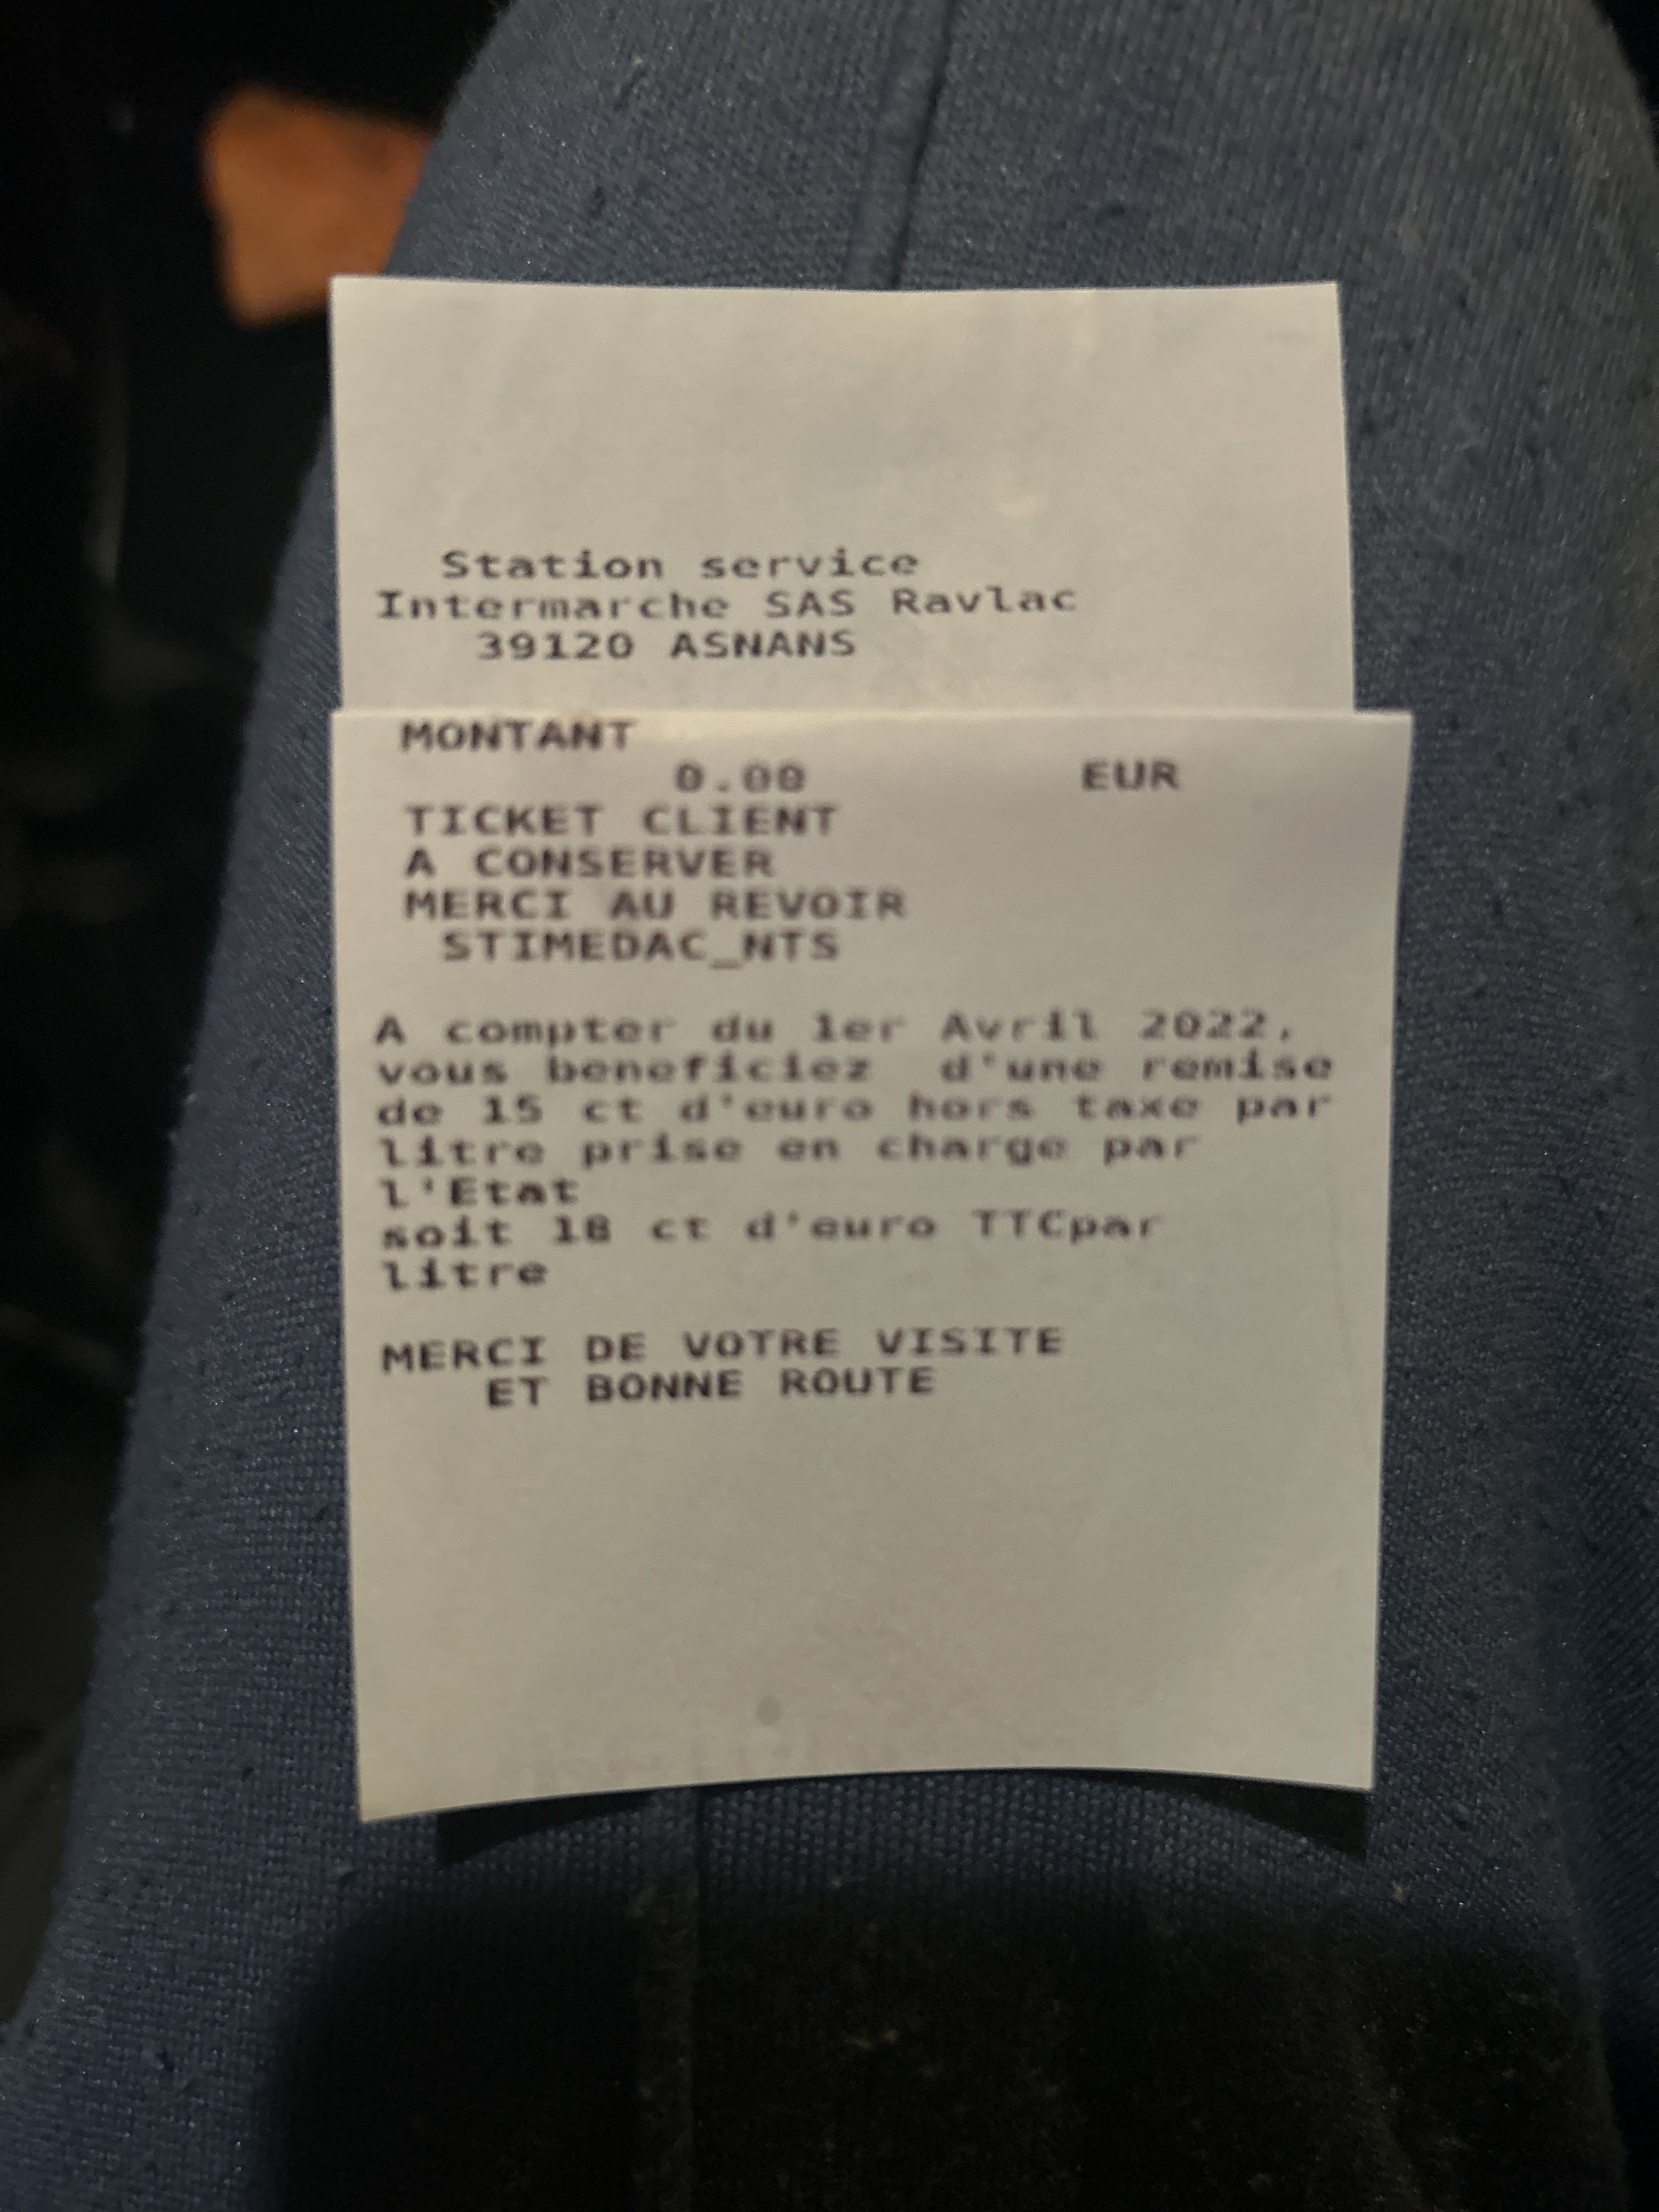 Station service
Intermarche SAS Ravlac
39120 ASNANS
MONTANT
0.00 EUR
TICKET CLIENT
A CONSERVER
MERCI AU REVOIR
STIMEDAC_NTS
A compter du 1er Avril 2022,
vous beneficiez d'une remise
de 15 ct d'euro hors taxe par
litre prise en charge par
l'Etat
soit 18 ct d'euro TTCpar
litre
MERCI DE VOTRE VISITE
ET BONNE ROUTE